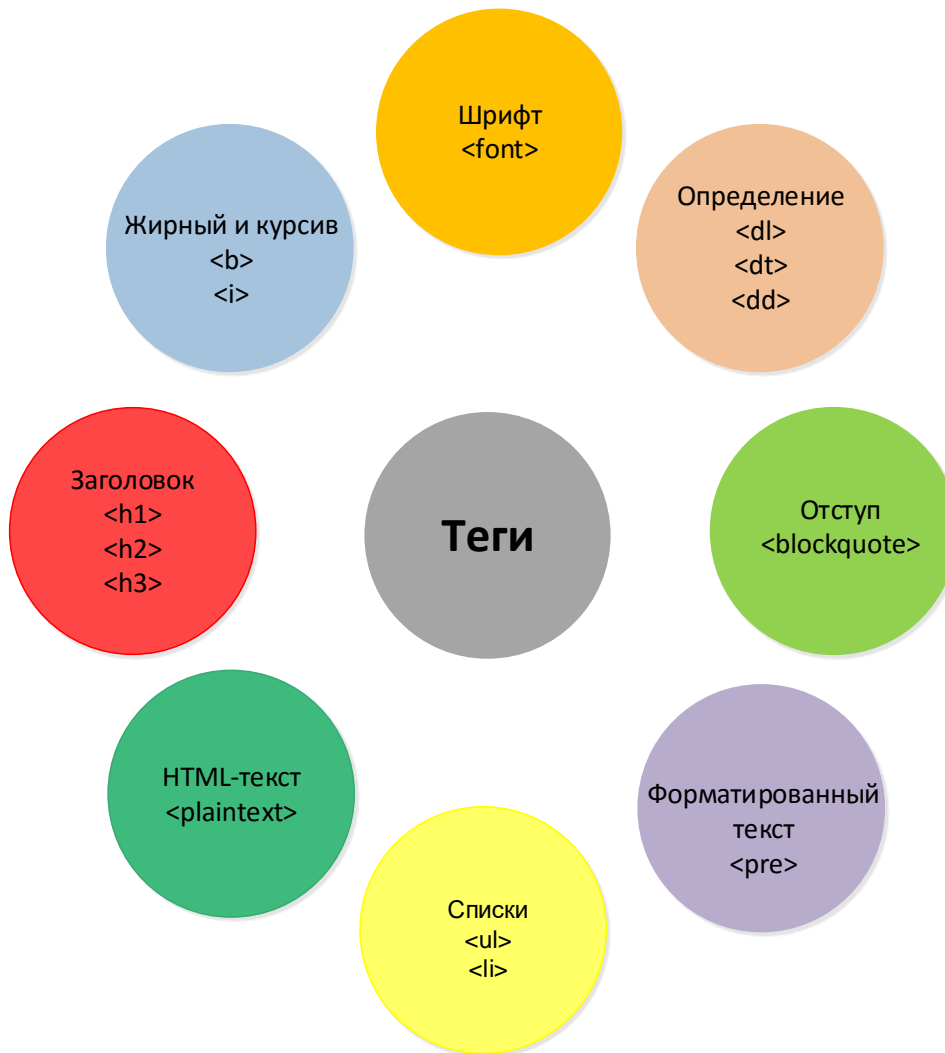 Шрифт
<font>
Жирный и курсив
<b>
<i>
Определение
<dl>
<dt>
<dd>
Заголовок
<h1>
<h2>
<h3>
Теги
Отступ
<blockquote>
HTML-текст
<plaintext>
Форматированный
текст
<pre>
Списки
<ul>
<li>